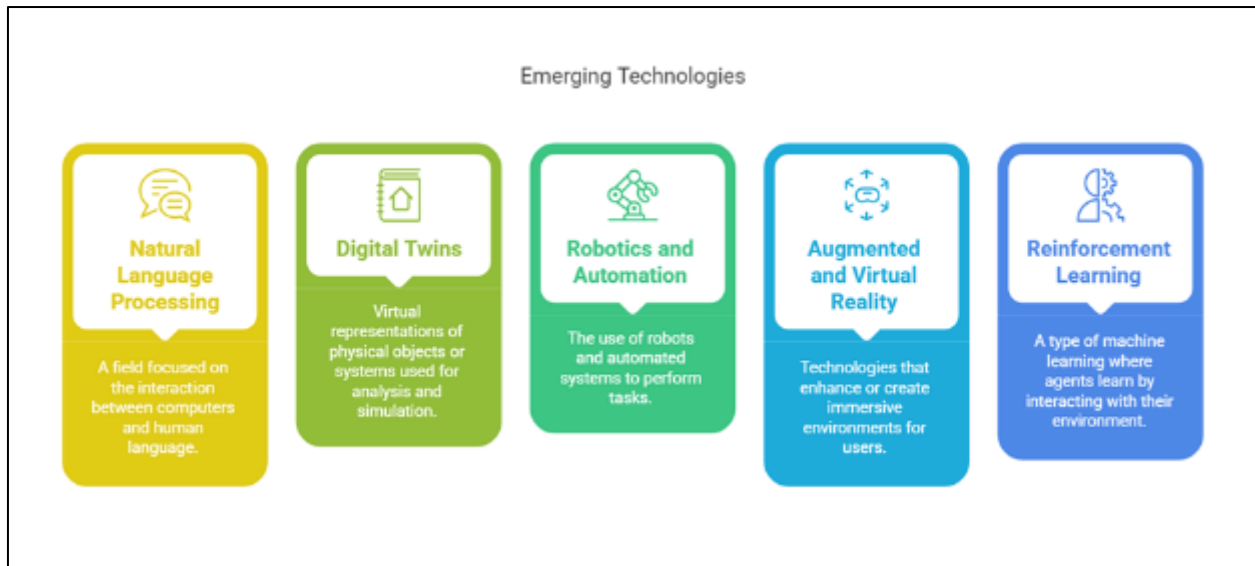 Emerging Technologies
Natural
Language
Processing
A field focused on
the interaction
between computers
and human
language.
Digital Twins
Virtual
representations of
physical objects or
systems used for
analysis and
simulation.
Robotics and
Automation
The use of robots
and automated
systems to perform
tasks.
Augmented
and Virtual
Reality
Technologies that
enhance or create
immersive
environments for
users.
Reinforcement
Learning
A type of machine
learning where
agents learn by
interacting with their
environment.